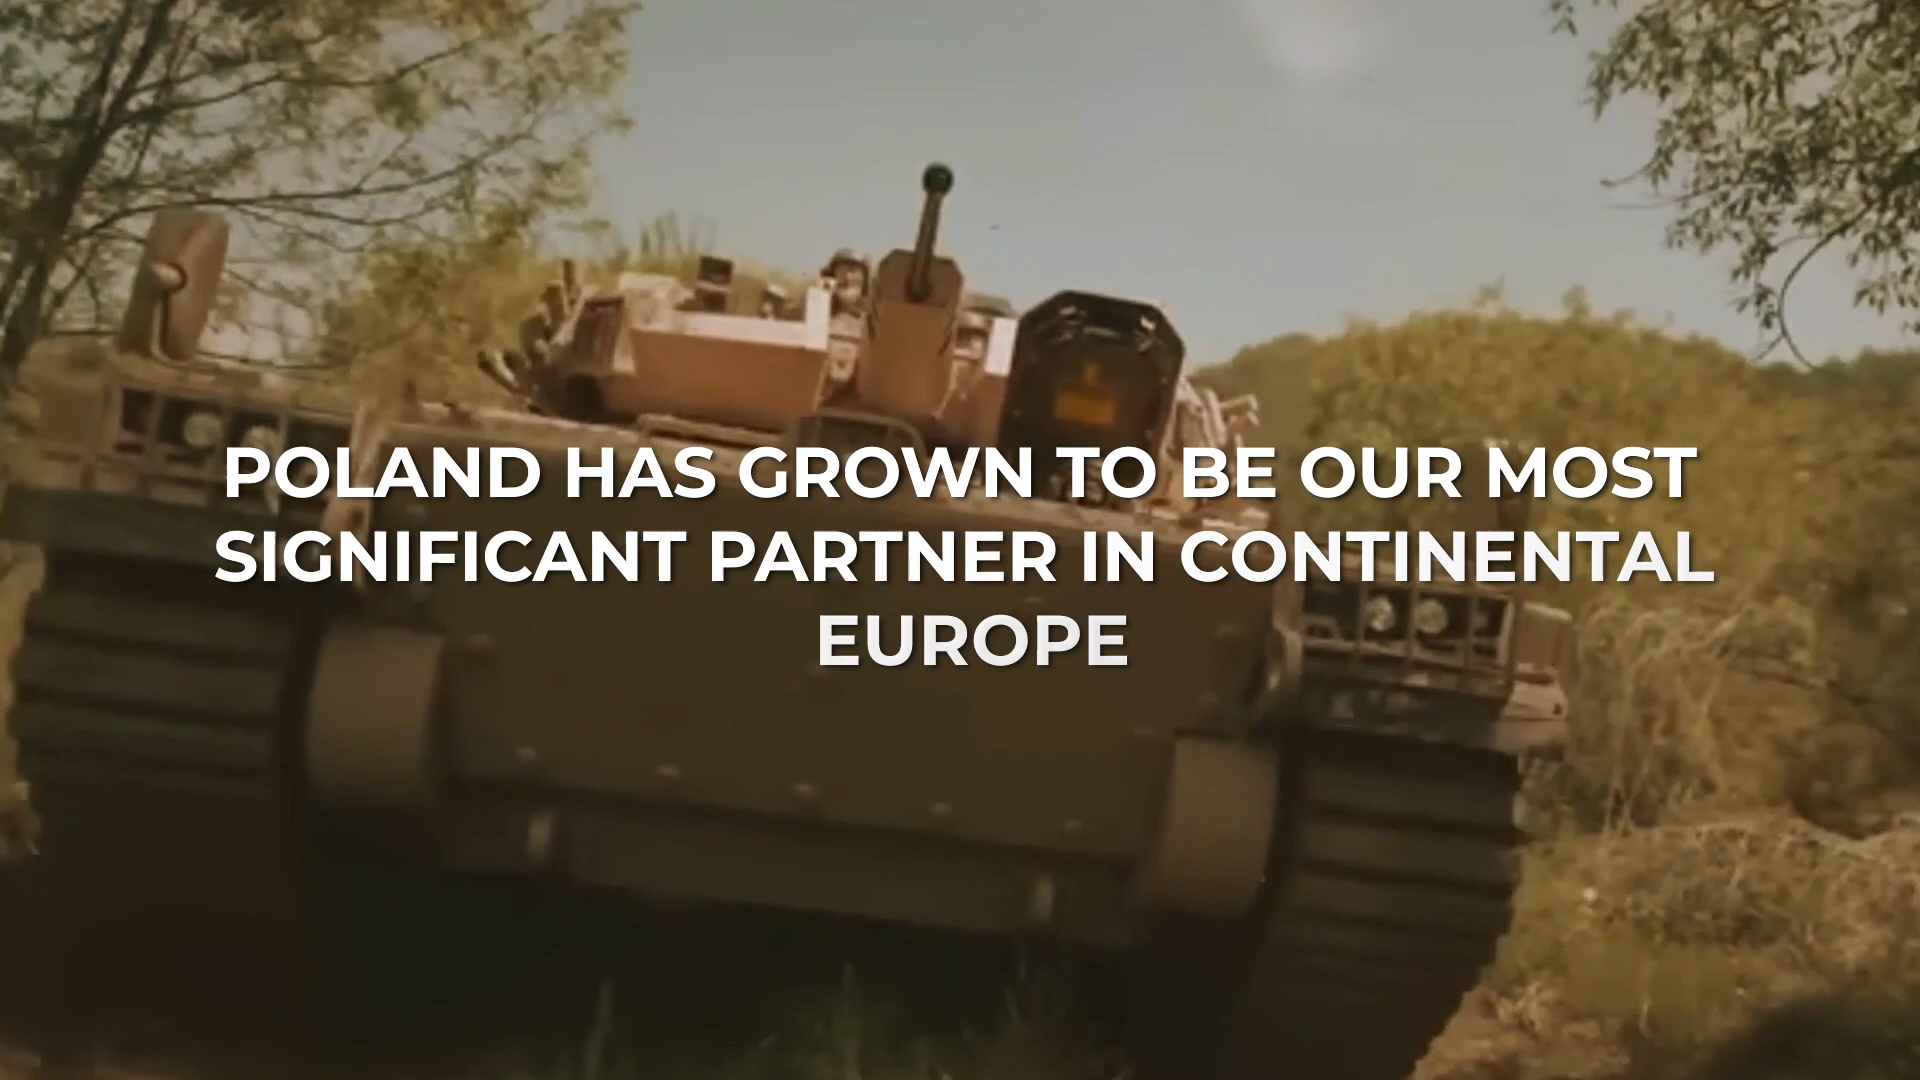 POLAND HAS GROWN TO BE OUR MOST
SIGNIFICANT PARTNER IN CONTINENTAL
EUROPE